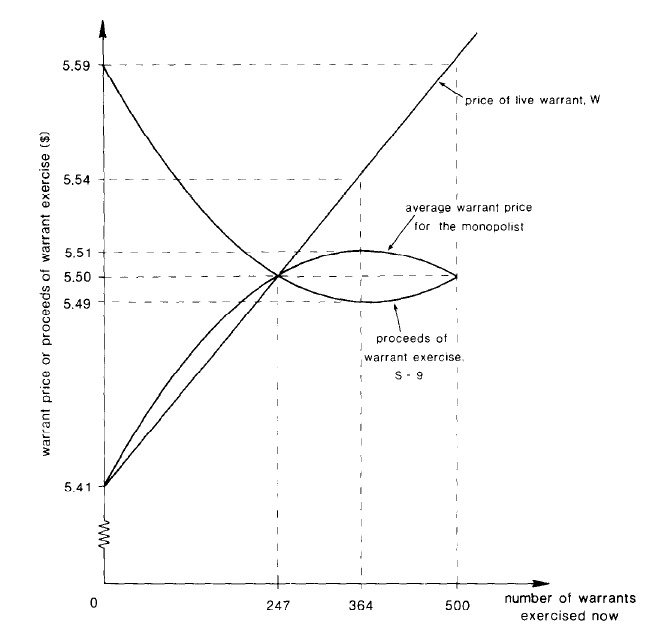 warrant price or proceeds of warrant exercise ($)
5.59
5.54
5.51
5.50
5.49
5.41
price of live warrant, W
average warrant price
for the monopolist
proceeds of
warrant exercise,
S - 9
0
247
364
500
number of warrants
exercised now